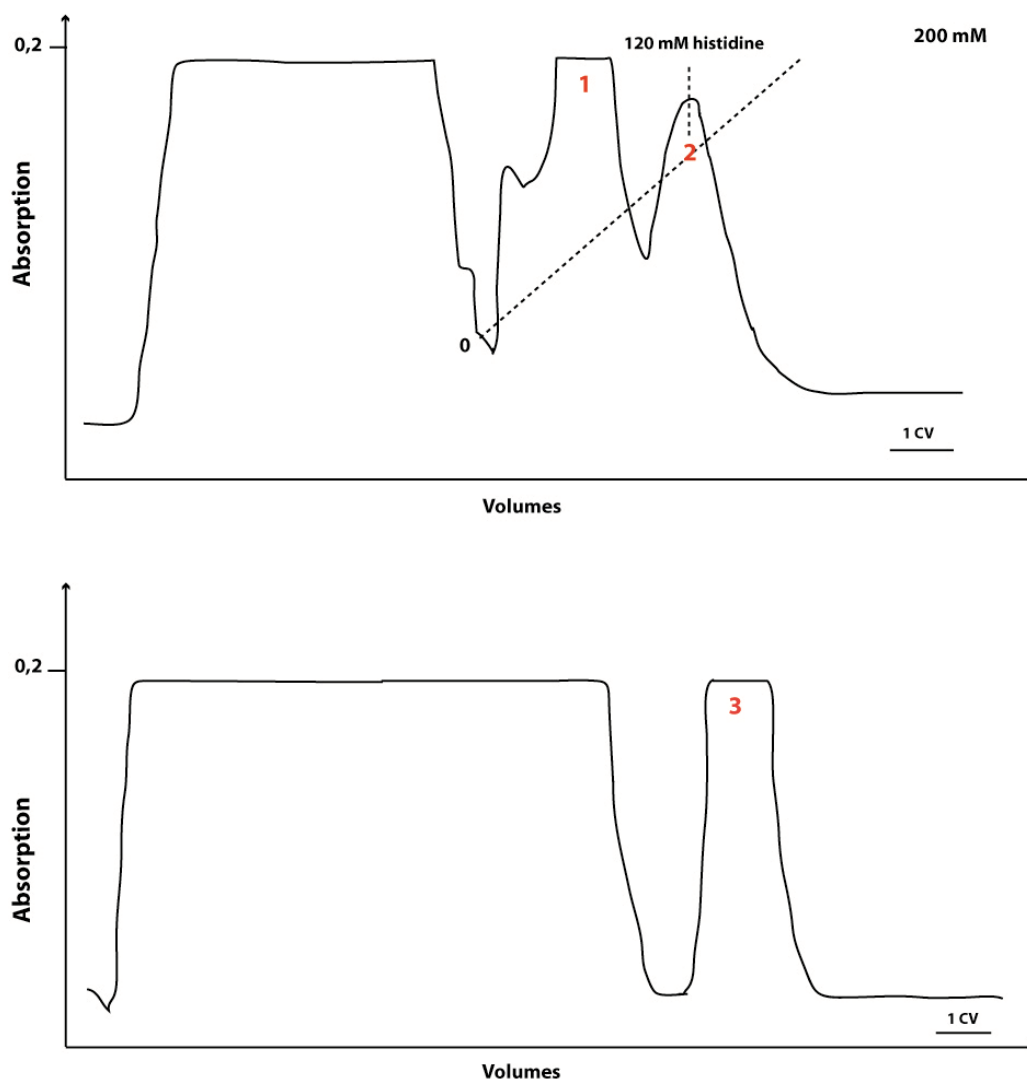 0,2
120 mM histidine
200 mM
1
2
Absorption
0
1 CV
Volumes
0,2
3
Absorption
1 CV
Volumes